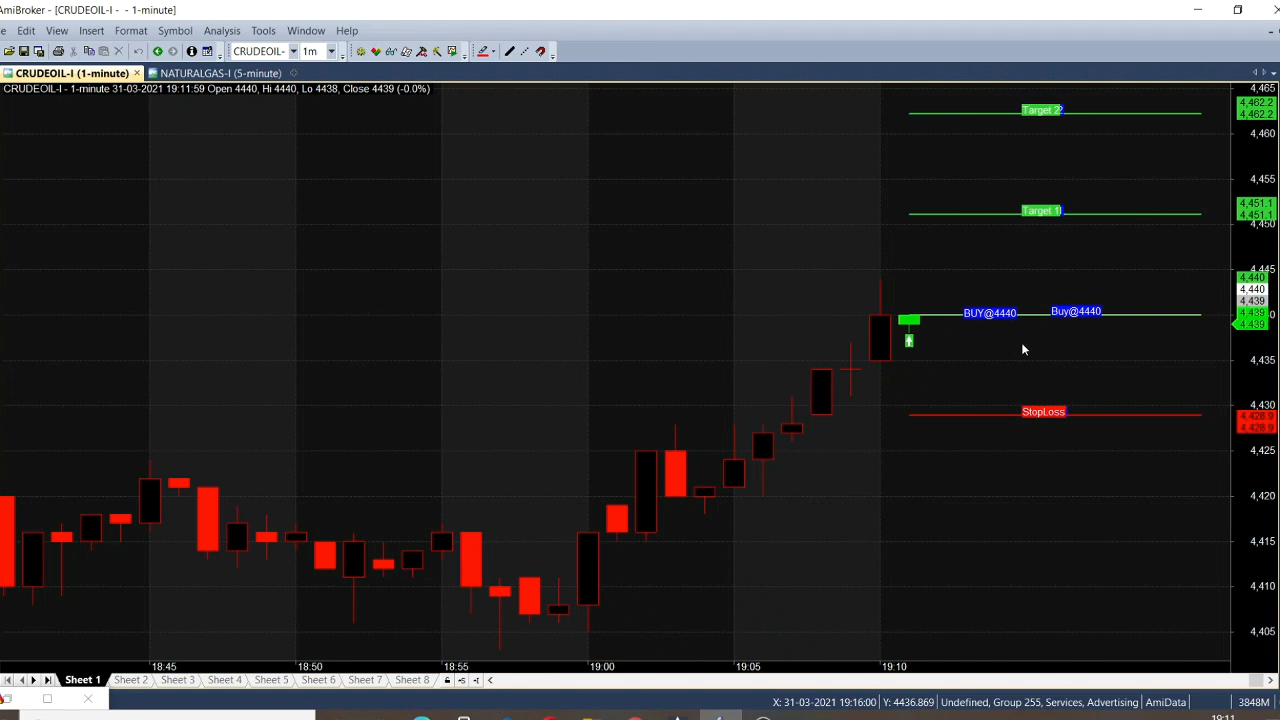 AmiBroker - [CRUDEOIL-I - - 1-minute]
Edit View Insert Format Symbol Analysis Tools Window Help
CRUDEOIL- 1m
CRUDEOIL-I (1-minute) NATURALGAS-I (5-minute)
CRUDEOIL-I - 1-minute 31-03-2021 19:11:59 Open 4440, Hi 4440, Lo 4438, Close 4439 (-0.0%)
4,465
4,462.2
Target 2
4,462.2
4,460
4,455
4,451.1
Target 1
4,451.1
4,450
4,445
4,440
4,440
4,439
BUY@4440 Buy@4440
4,439
4,439
4,435
4,430
StopLoss
4,428.9
4,428.9
4,425
4,420
4,415
4,410
4,405
18:45 18:50 18:55 19:00 19:05 19:10
Sheet 1 Sheet 2 Sheet 3 Sheet 4 Sheet 5 Sheet 6 Sheet 7 Sheet 8
X: 31-03-2021 19:16:00 Y: 4436.869 Undefined, Group 255, Services, Advertising AmiData 3848M
19:11